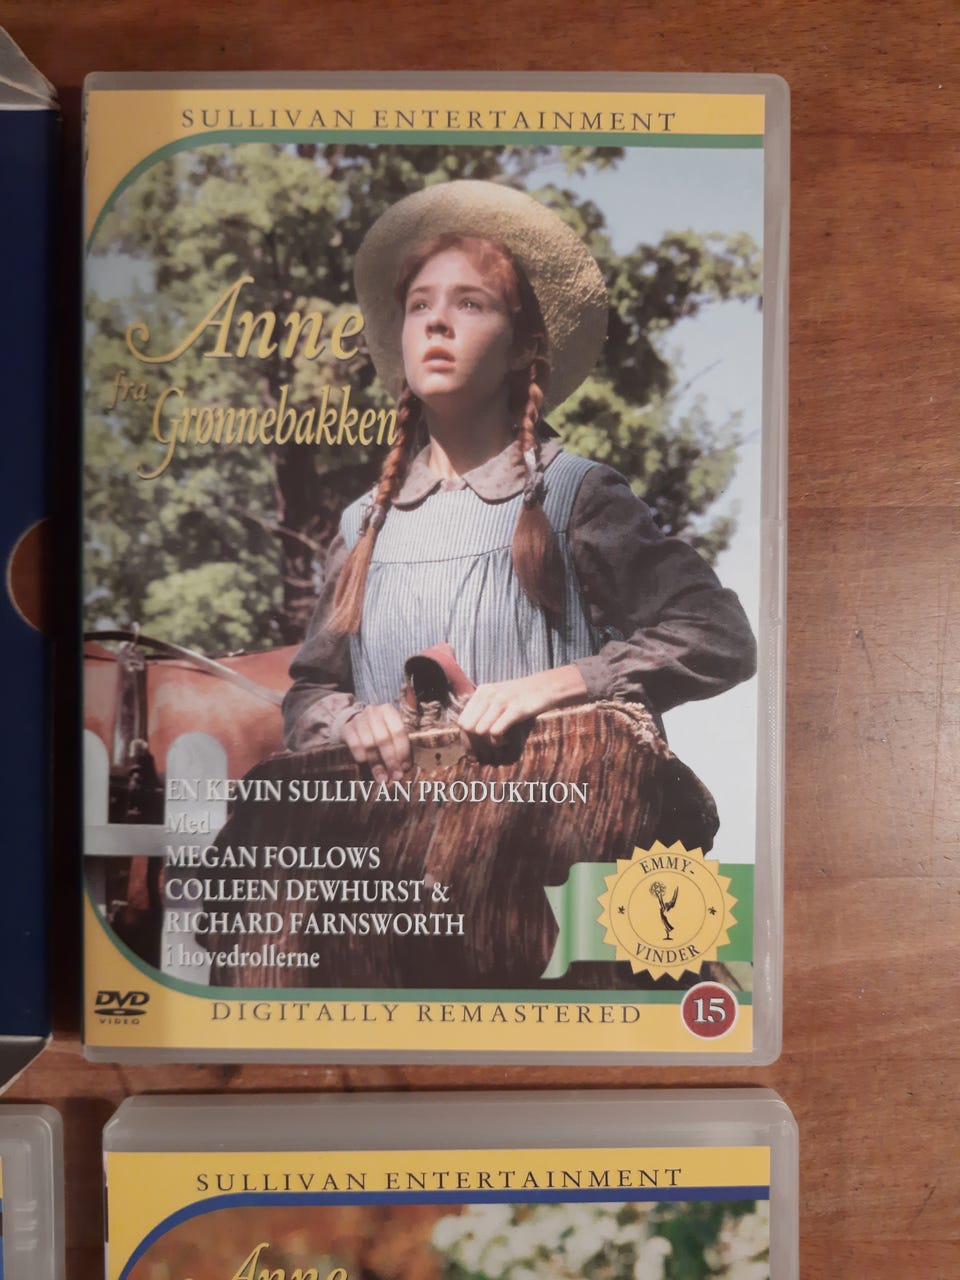 SULLIVAN ENTERTAINMENT
Anne
fra
Grønnebakken
EN KEVIN SULLIVAN PRODUKTION
Med
MEGAN FOLLOWS
COLLEEN DEWHURST &
RICHARD FARNSWORTH
i hovedrollerne
EMMY-
VINDER
DVD
VIDEO
DIGITALLY REMASTERED
15
SULLIVAN ENTERTAINMENT
Anne